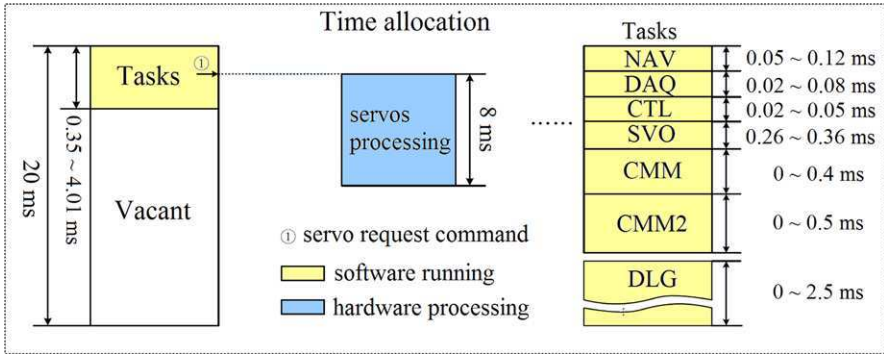 Time allocation
Tasks
①
Vacant
20 ms
0.35 ~ 4.01 ms
servos
processing
8 ms
① servo request command
software running
hardware processing
......
Tasks
NAV
0.05 ~ 0.12 ms
DAQ
0.02 ~ 0.08 ms
CTL
0.02 ~ 0.05 ms
SVO
0.26 ~ 0.36 ms
CMM
0 ~ 0.4 ms
CMM2
0 ~ 0.5 ms
DLG
0 ~ 2.5 ms